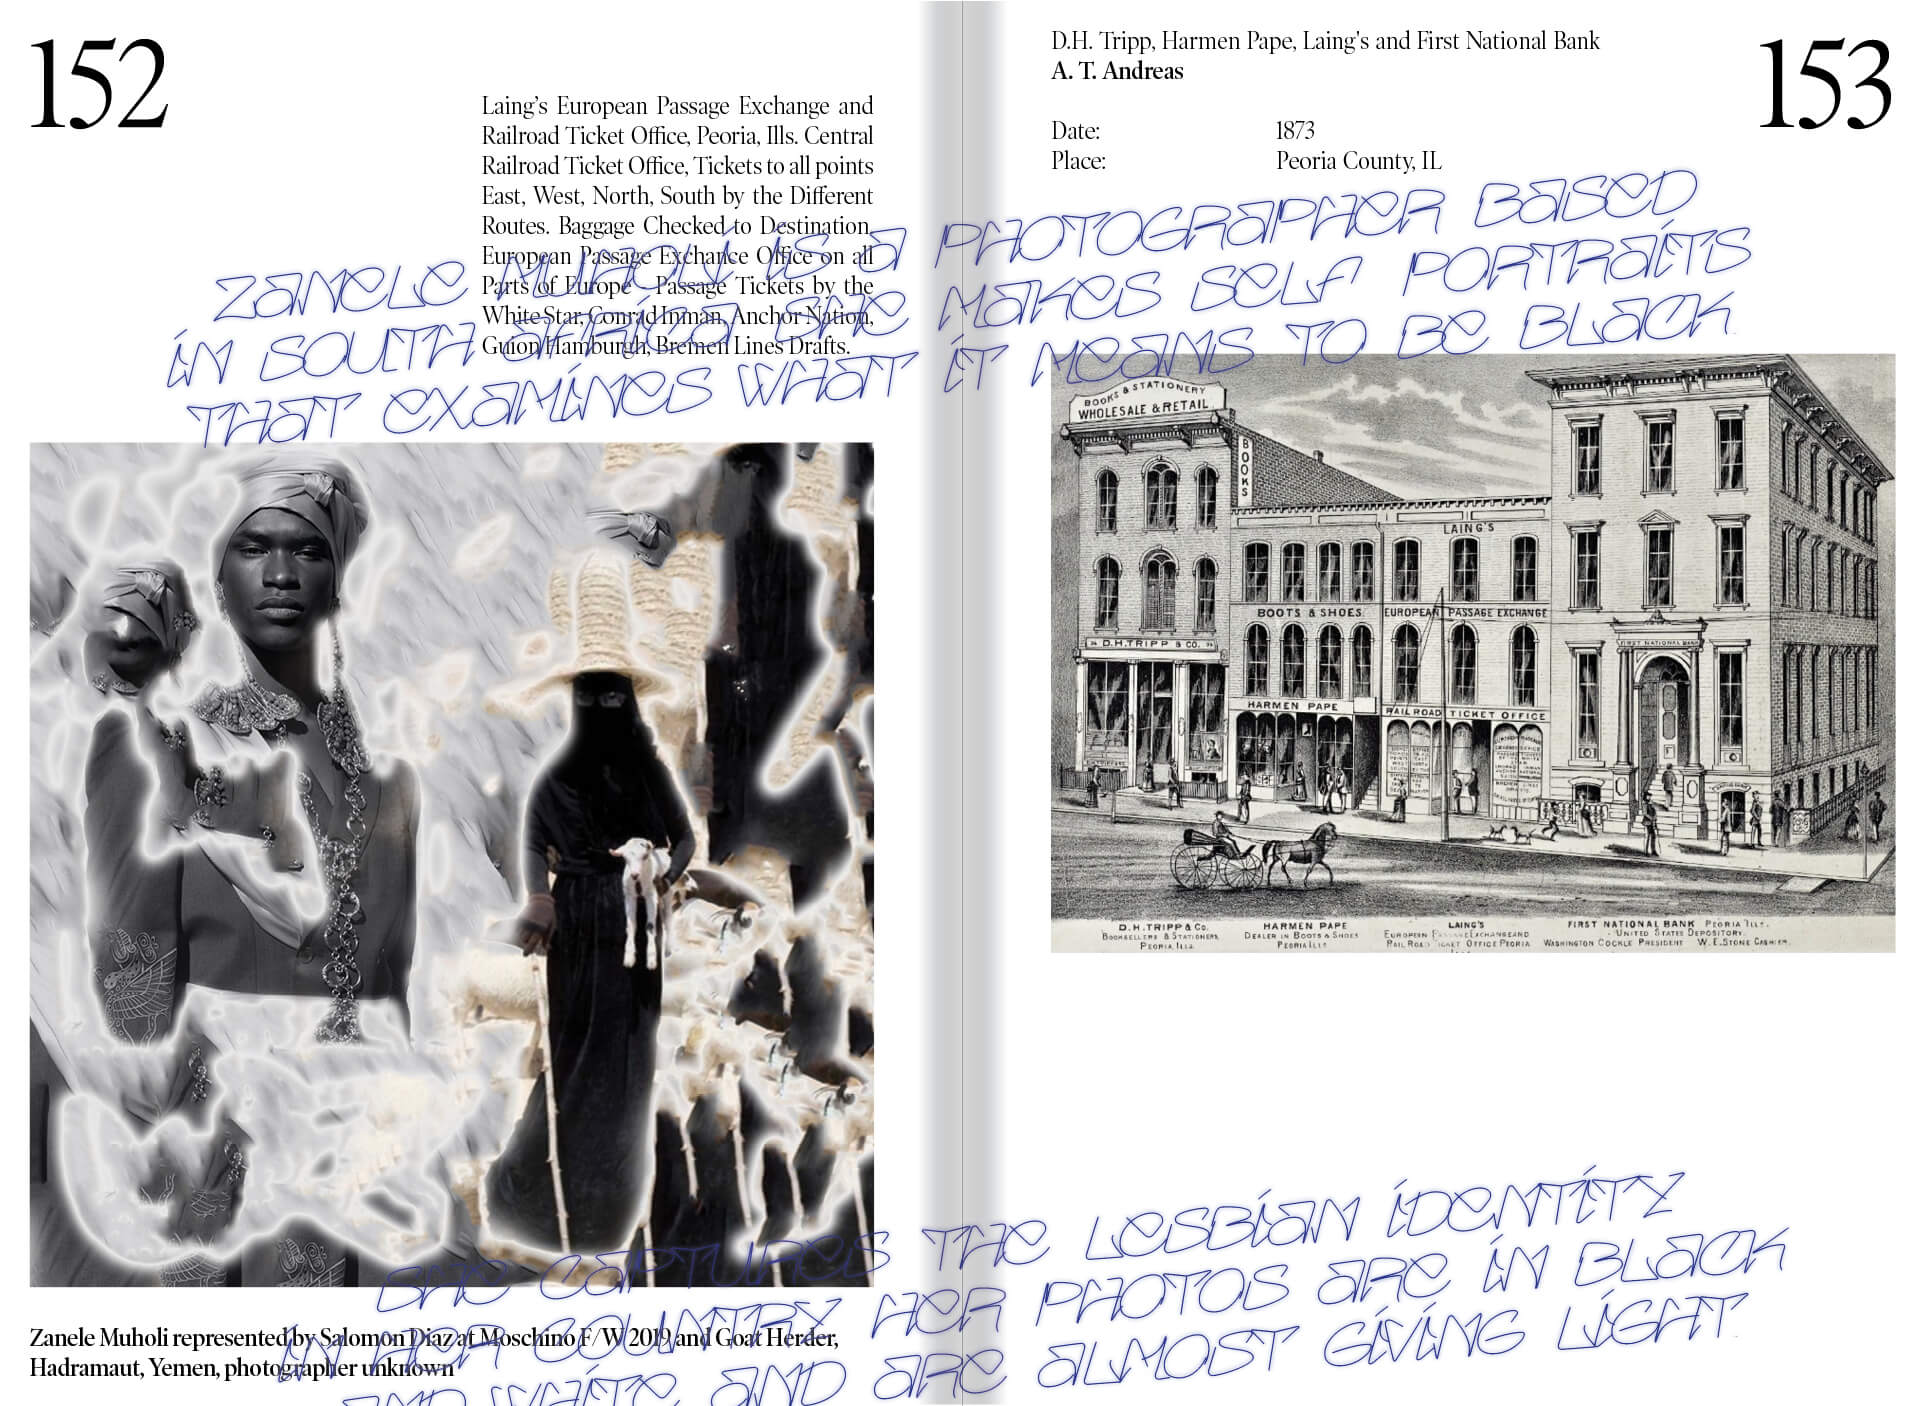 152
Laing’s European Passage Exchange and
Railroad Ticket Office, Peoria, Ills. Central
Railroad Ticket Office, Tickets to all points
East, West, North, South by the Different
Routes. Baggage Checked to Destination.
European Passage Exchance Office on all
Parts of Europe - Passage Tickets by the
White Star, Conrad Inman, Anchor Nation,
Guion Hamburgh, Bremen Lines Drafts.
D.H. Tripp, Harmen Pape, Laing's and First National Bank
A. T. Andreas
Date: 1873
Place: Peoria County, IL
153
ZANELE MUHOLI IS A PHOTOGRAPHER BASED
IN SOUTH AFRICA SHE MAKES SELF PORTRAITS
THAT EXAMINES WHAT IT MEANS TO BE BLACK
BOOKS & STATIONERY
WHOLESALE & RETAIL
BOOKS
LAING'S
BOOTS & SHOES
EUROPEAN PASSAGE EXCHANGE
D.H. TRIPP & CO.
FIRST NATIONAL BANK
HARMEN PAPE
RAILROAD TICKET OFFICE
D.H. TRIPP & Co.
BOOKSELLERS & STATIONERS
PEORIA ILLS
HARMEN PAPE
DEALER IN BOOTS & SHOES
PEORIA ILLS
LAING'S
EUROPEAN PASSAGE EXCHANGE AND
RAIL ROAD TICKET OFFICE PEORIA
FIRST NATIONAL BANK PEORIA ILLS.
UNITED STATES DEPOSITORY.
WASHINGTON COCKLE PRESIDENT W.E. STONE CASHIER.
SHE CAPTURES THE LESBIAN IDENTITY
IN HER COUNTRY HER PHOTOS ARE IN BLACK
AND WHITE AND ARE ALMOST GIVING LIGHT
Zanele Muholi represented by Salomon Diaz at Moschino F/W 2019 and Goat Herder,
Hadramaut, Yemen, photographer unknown